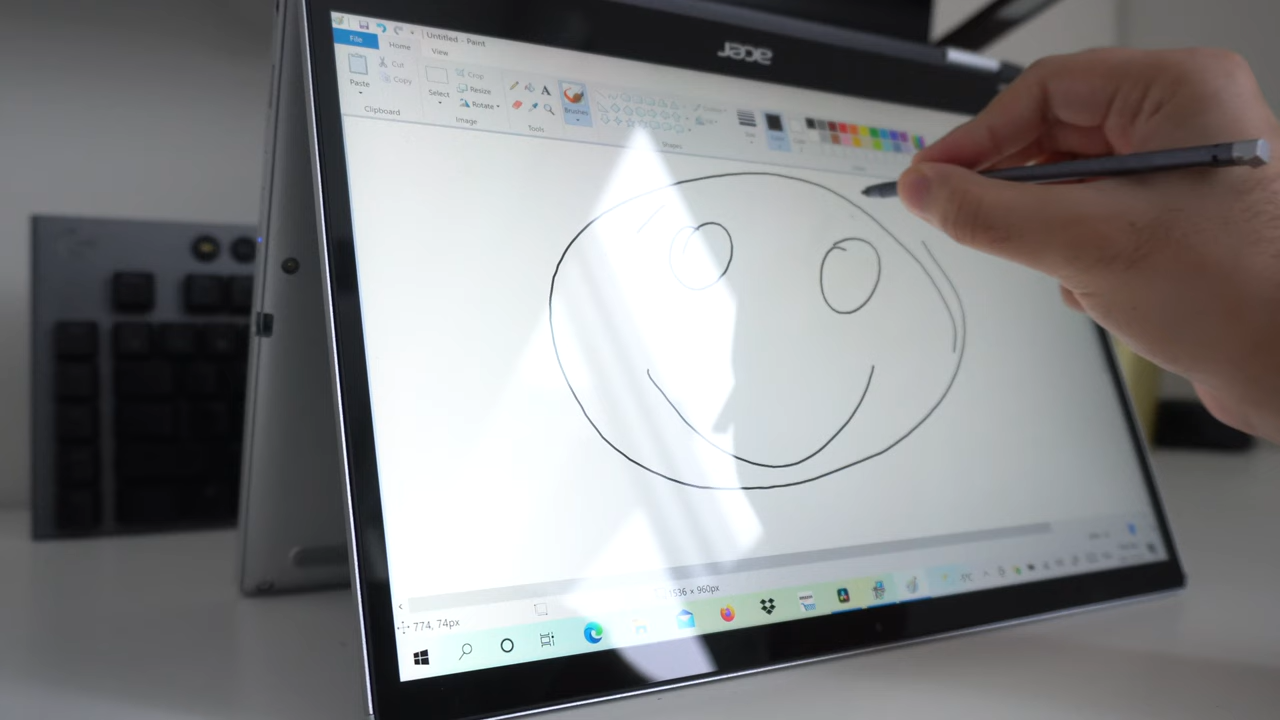 acer
Untitled - Paint
File
Home
View
Paste
Cut
Copy
Clipboard
Select
Crop
Resize
Rotate
Image
A
Tools
Brushes
Shapes
774, 74px
1536 × 960px